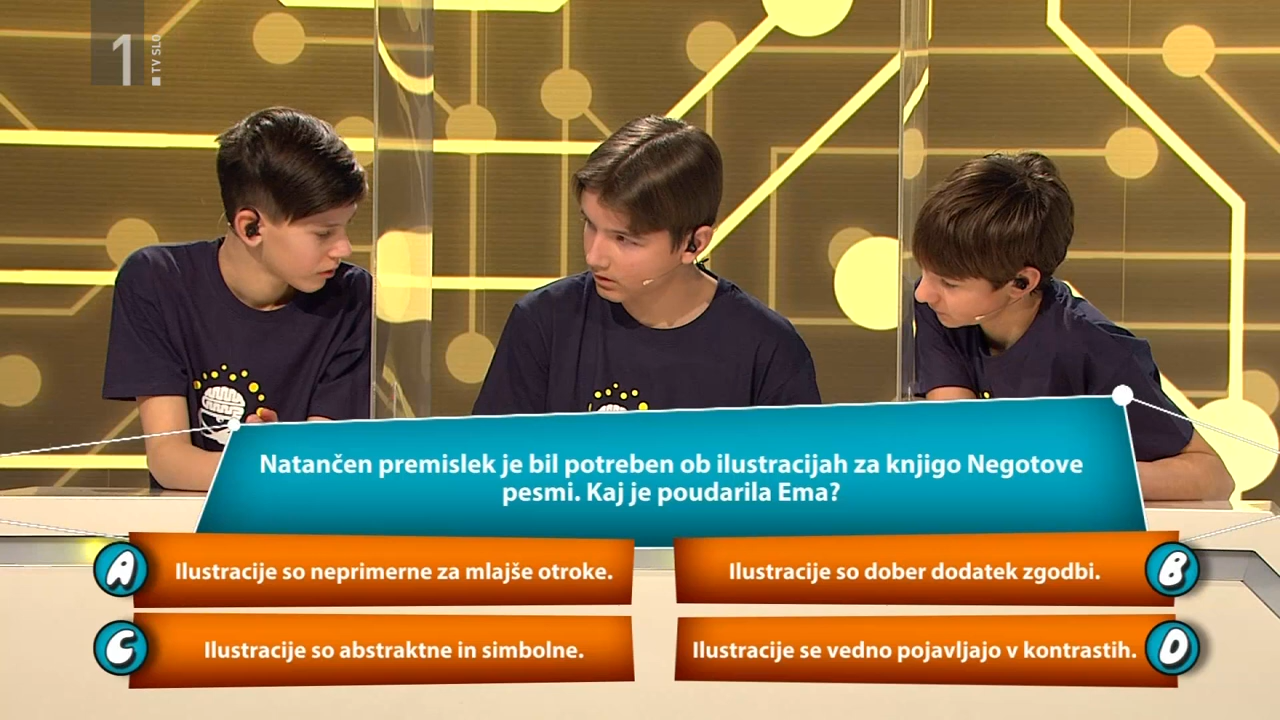 1
TV SLO
Natančen premislek je bil potreben ob ilustracijah za knjigo Negotove
pesmi. Kaj je poudarila Ema?
A Ilustracije so neprimerne za mlajše otroke.
Ilustracije so dober dodatek zgodbi. B
C Ilustracije so abstraktne in simbolne.
Ilustracije se vedno pojavljajo v kontrastih. D